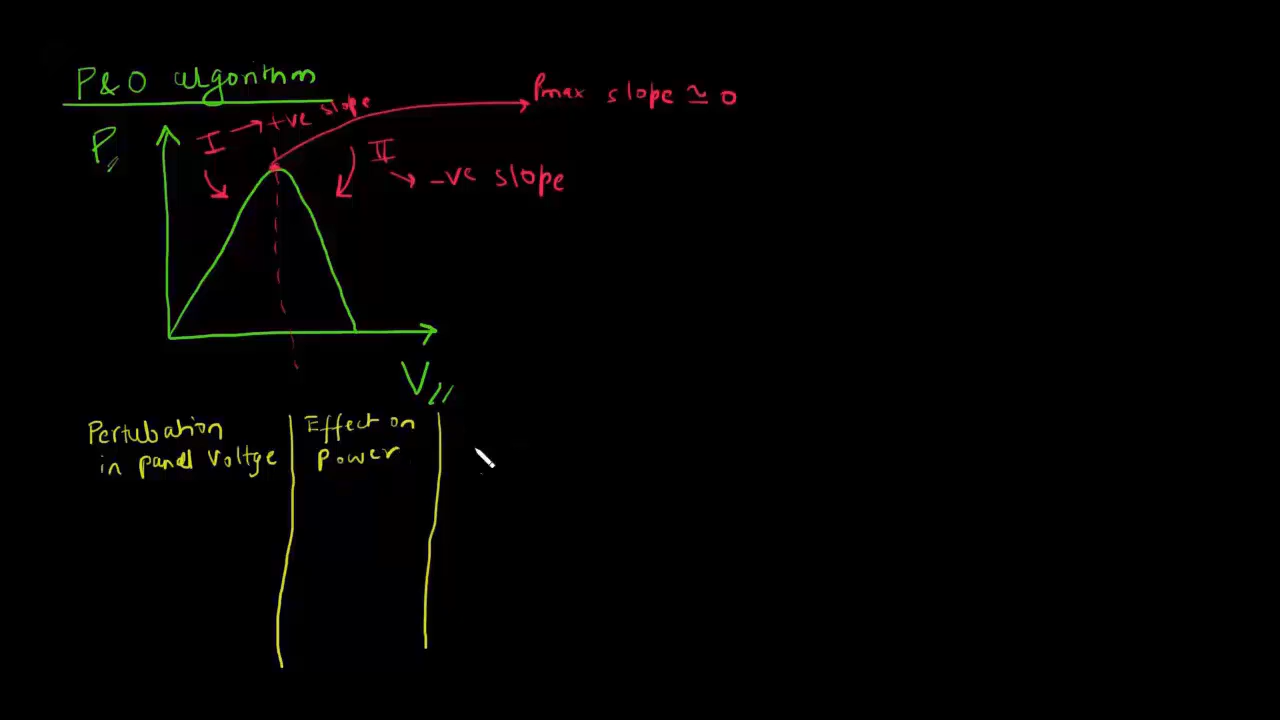 P&O algorithm
Pmax slope ≃ 0
I → +ve slope
P
II
→ -ve slope
V
Pertubation
in panel Voltge
Effect on
power